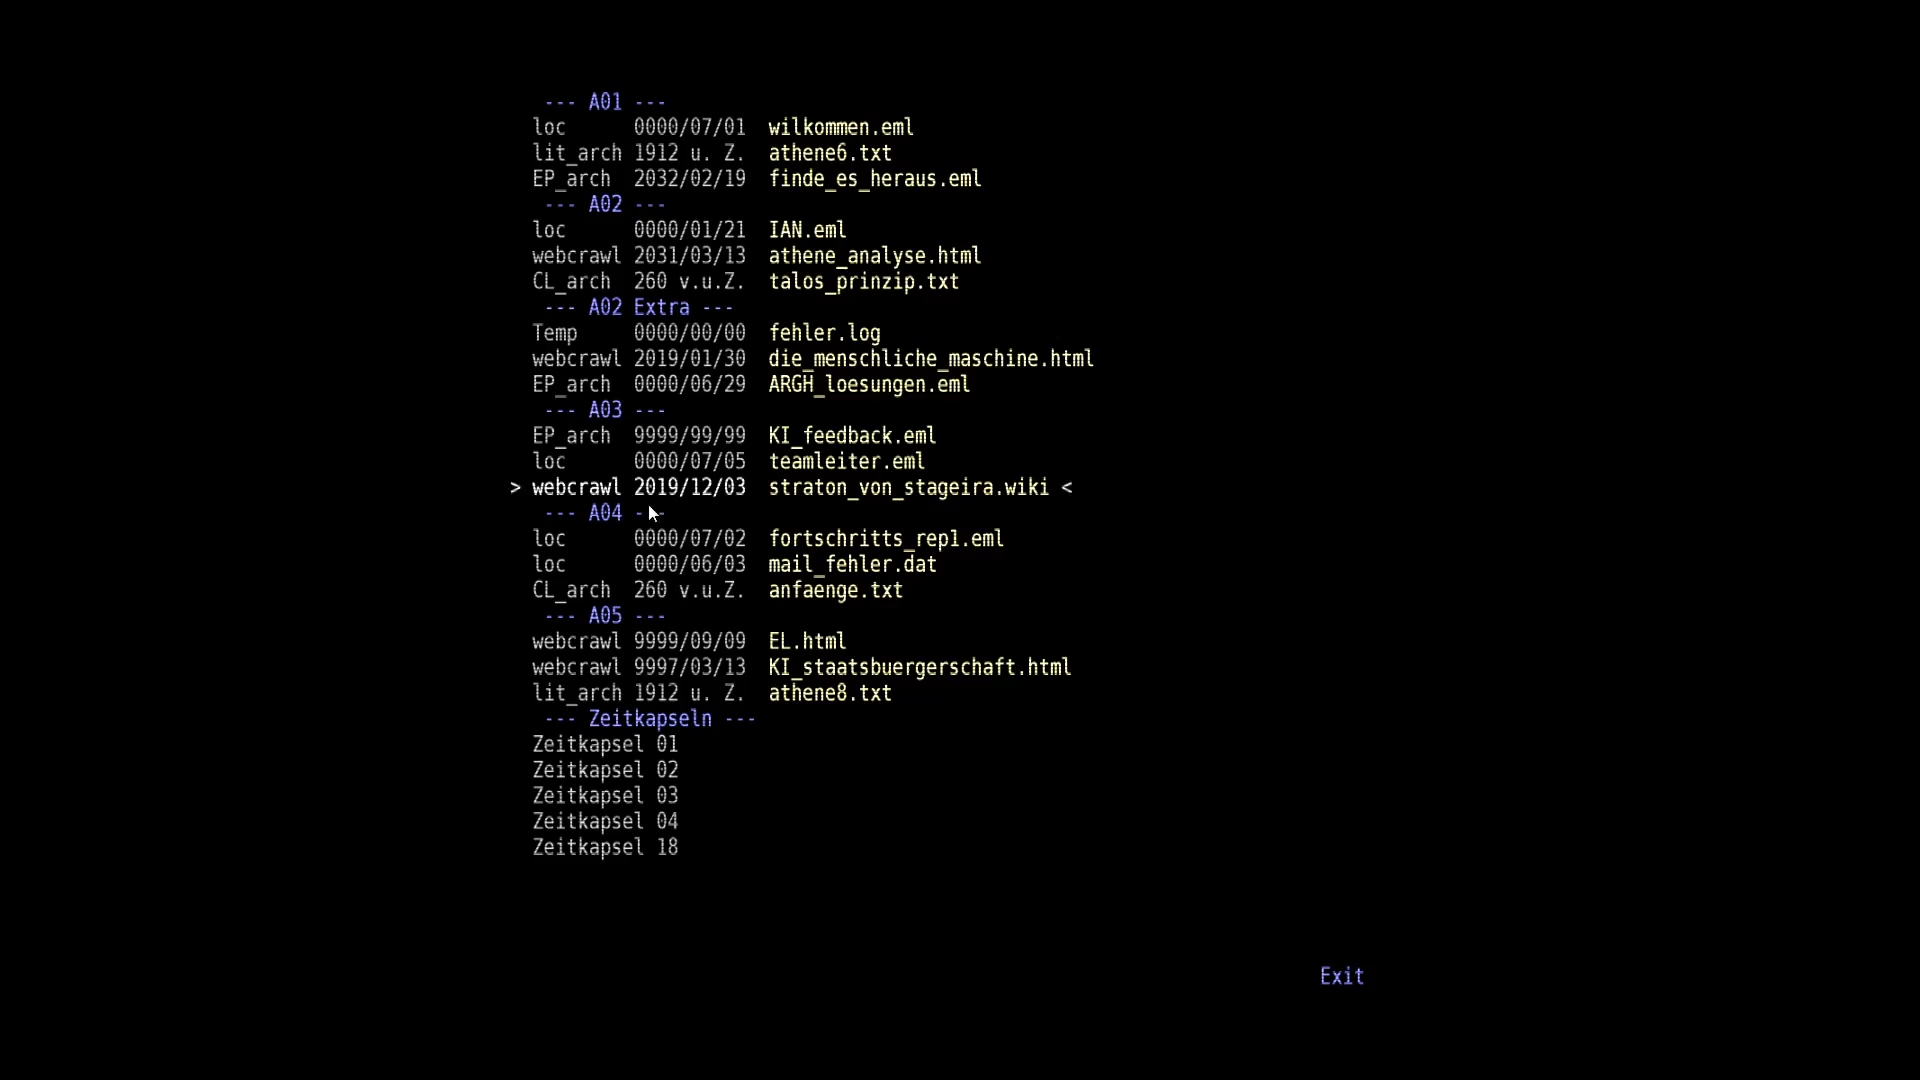 --- A01 ---
loc 0000/07/01 wilkommen.eml
lit_arch 1912 u. Z. athene6.txt
EP_arch 2032/02/19 finde_es_heraus.eml
--- A02 ---
loc 0000/01/21 IAN.eml
webcrawl 2031/03/13 athene_analyse.html
CL_arch 260 v.u.Z. talos_prinzip.txt
--- A02 Extra ---
Temp 0000/00/00 fehler.log
webcrawl 2019/01/30 die_menschliche_maschine.html
EP_arch 0000/06/29 ARGH_loesungen.eml
--- A03 ---
EP_arch 9999/99/99 KI_feedback.eml
loc 0000/07/05 teamleiter.eml
> webcrawl 2019/12/03 straton_von_stageira.wiki <
--- A04 ---
loc 0000/07/02 fortschritts_rep1.eml
loc 0000/06/03 mail_fehler.dat
CL_arch 260 v.u.Z. anfaenge.txt
--- A05 ---
webcrawl 9999/09/09 EL.html
webcrawl 9997/03/13 KI_staatsbuergerschaft.html
lit_arch 1912 u. Z. athene8.txt
--- Zeitkapseln ---
Zeitkapsel 01
Zeitkapsel 02
Zeitkapsel 03
Zeitkapsel 04
Zeitkapsel 18
Exit